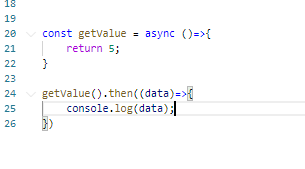 18
19
20 const getValue = async ()=>{
21 return 5;
22 }
23
24 getValue().then((data)=>{
25 console.log(data);
26 })